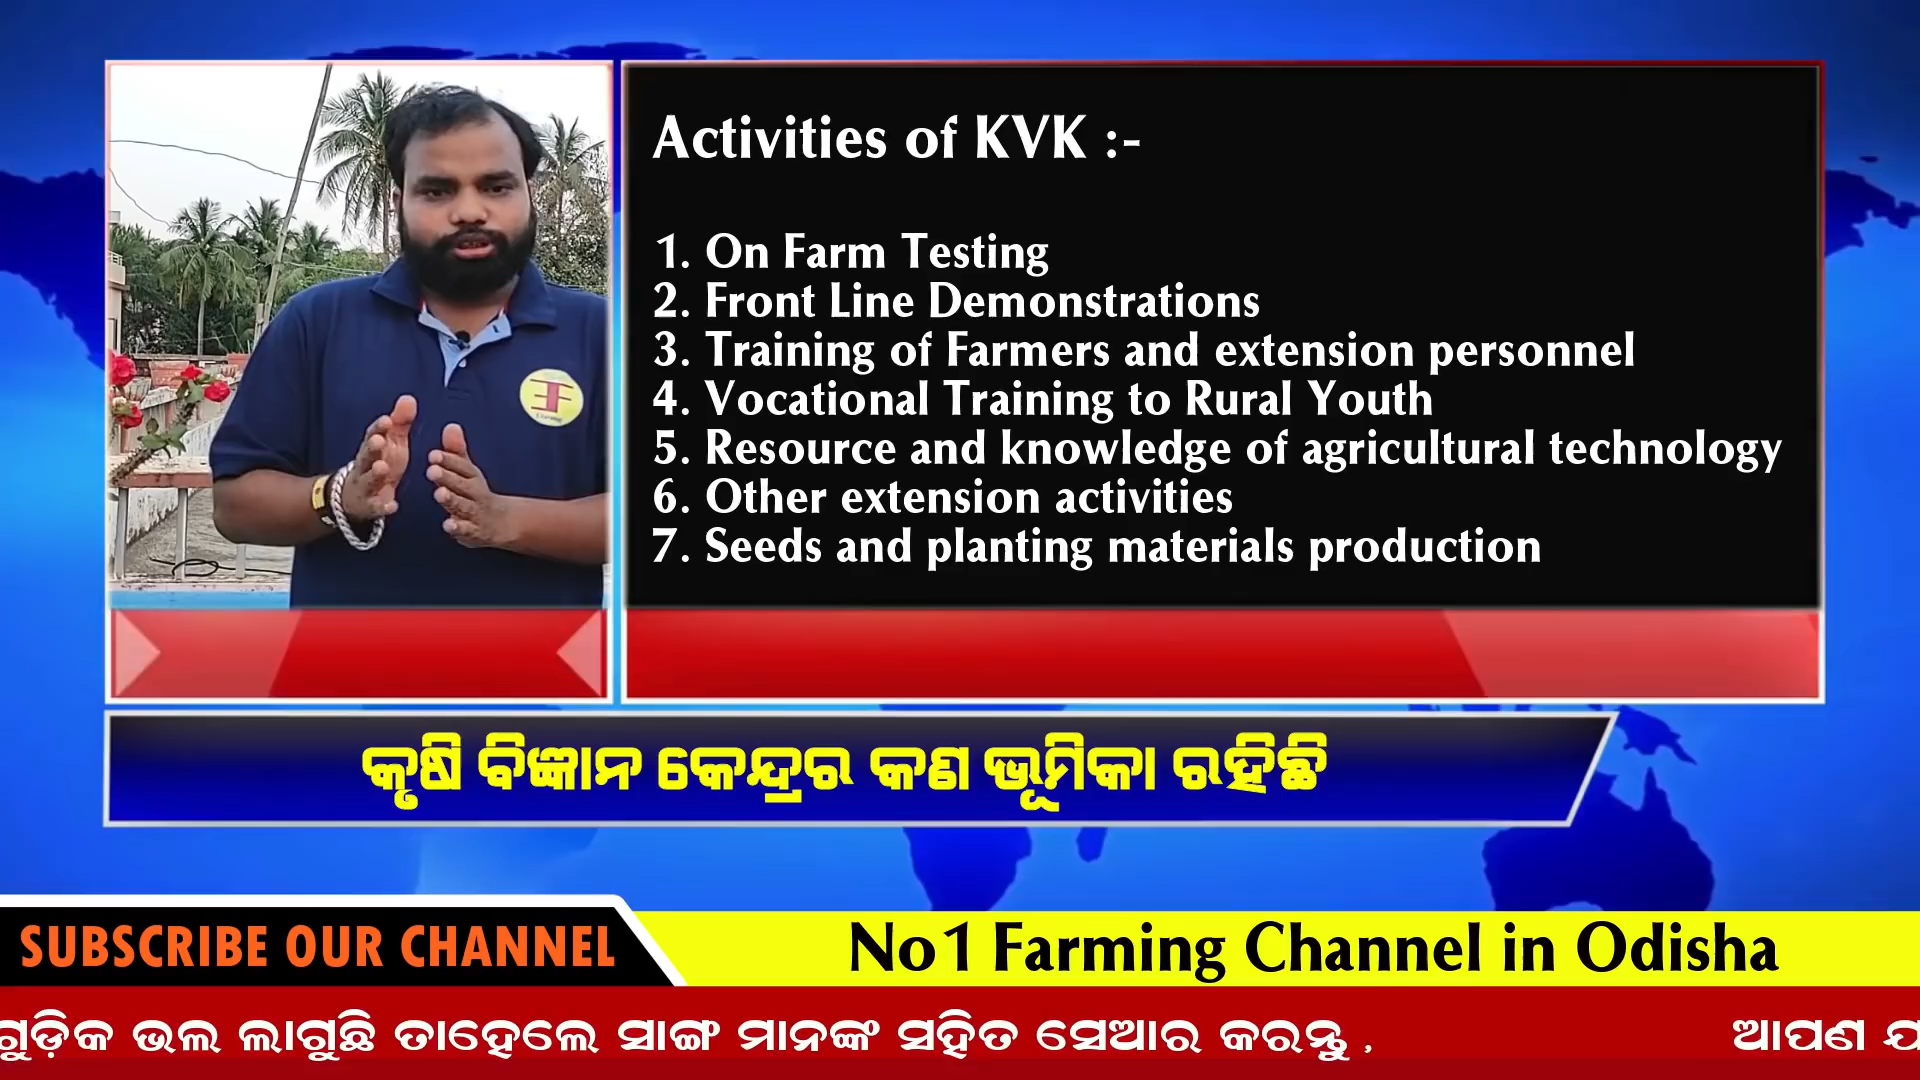 Activities of KVK :-
1. On Farm Testing
2. Front Line Demonstrations
3. Training of Farmers and extension personnel
4. Vocational Training to Rural Youth
5. Resource and knowledge of agricultural technology
6. Other extension activities
7. Seeds and planting materials production
କୃଷି ବିଜ୍ଞାନ କେନ୍ଦ୍ରର କଣ ଭୂମିକା ରହିଛି
SUBSCRIBE OUR CHANNEL
No1 Farming Channel in Odisha
ଗୁଡ଼ିକ ଭଲ ଲାଗୁଛି ତାହେଲେ ସାଙ୍ଗ ମାନଙ୍କ ସହିତ ସେଆର କରନ୍ତୁ , ଆପଣ